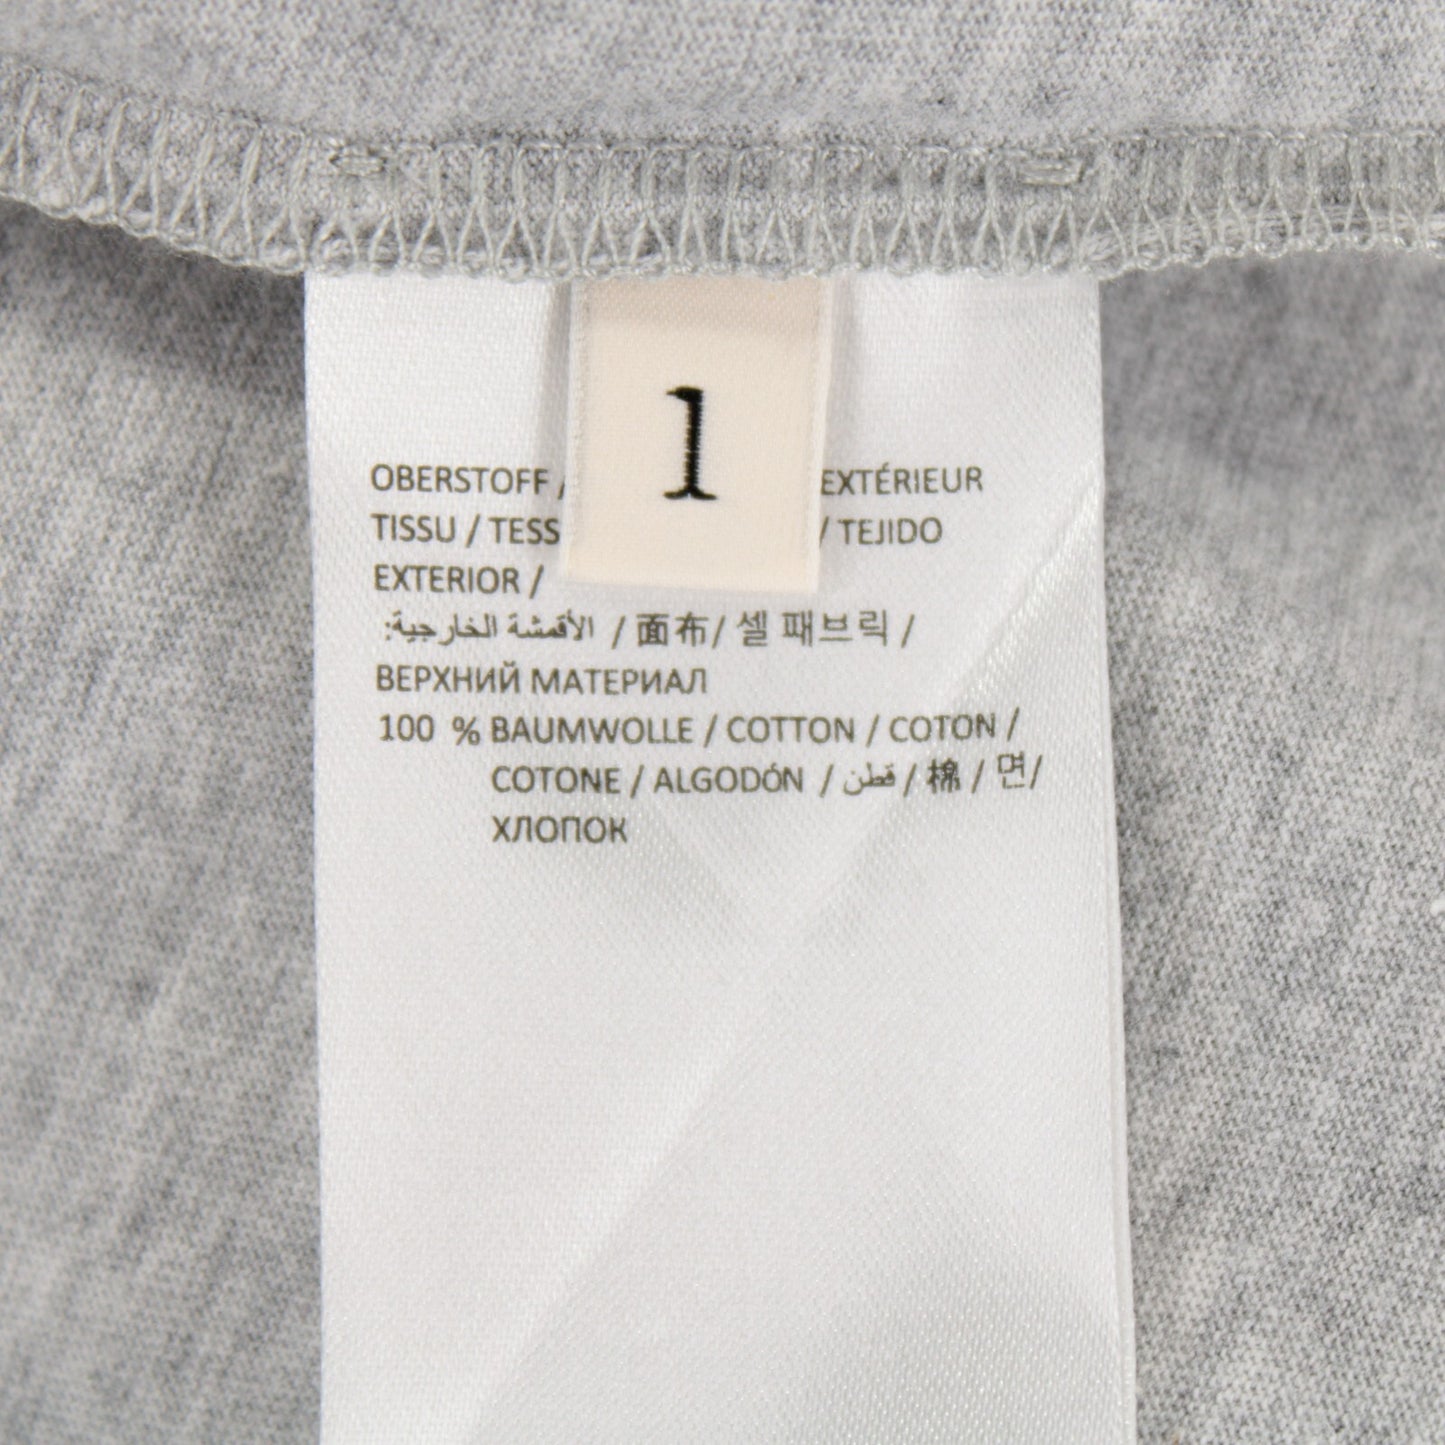 1
OBERSTOFF / EXTÉRIEUR
TISSU / / TEJIDO
EXTERIOR /
الأقمشة الخارجية: / 面布/ 셀 패브릭 /
ВЕРХНИЙ МАТЕРИАЛ
100 % BAUMWOLLE / COTTON / COTON /
COTONE / ALGODÓN / قطن / 棉 / 면/
ХЛОПОК